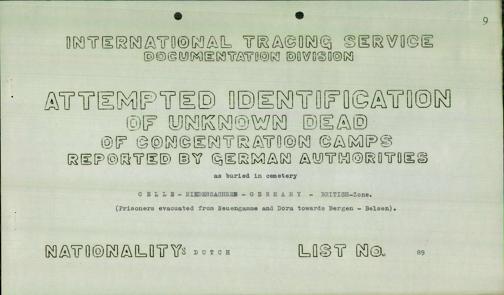 9
INTERNATIONAL TRACING SERVICE
DOCUMENTATION DIVISION
ATTEMPTED IDENTIFICATION
OF UNKNOWN DEAD
OF CONCENTRATION CAMPS
REPORTED BY GERMAN AUTHORITIES
as buried in cemetery
CELLE - NIEDERSACHSEN - GERMANY - BRITISH-Zone.
(Prisoners evacuated from Neuengamme and Dora towards Bergen - Belsen).
NATIONALITY: DUTCH LIST No. 89